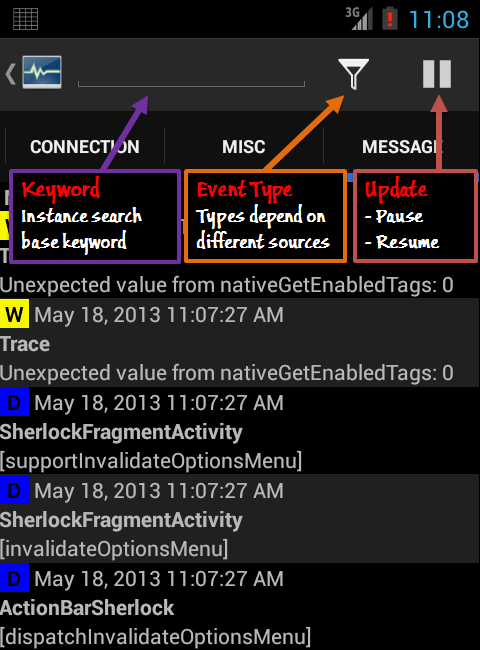 3G 11:08
CONNECTION MISC MESSAGE
Keyword
Instance search
base keyword
Event Type
Types depend on
different sources
Update
- Pause
- Resume
W
Unexpected value from nativeGetEnabledTags: 0
W May 18, 2013 11:07:27 AM
Trace
Unexpected value from nativeGetEnabledTags: 0
D May 18, 2013 11:07:27 AM
SherlockFragmentActivity
[supportInvalidateOptionsMenu]
D May 18, 2013 11:07:27 AM
SherlockFragmentActivity
[invalidateOptionsMenu]
D May 18, 2013 11:07:27 AM
ActionBarSherlock
[dispatchInvalidateOptionsMenu]